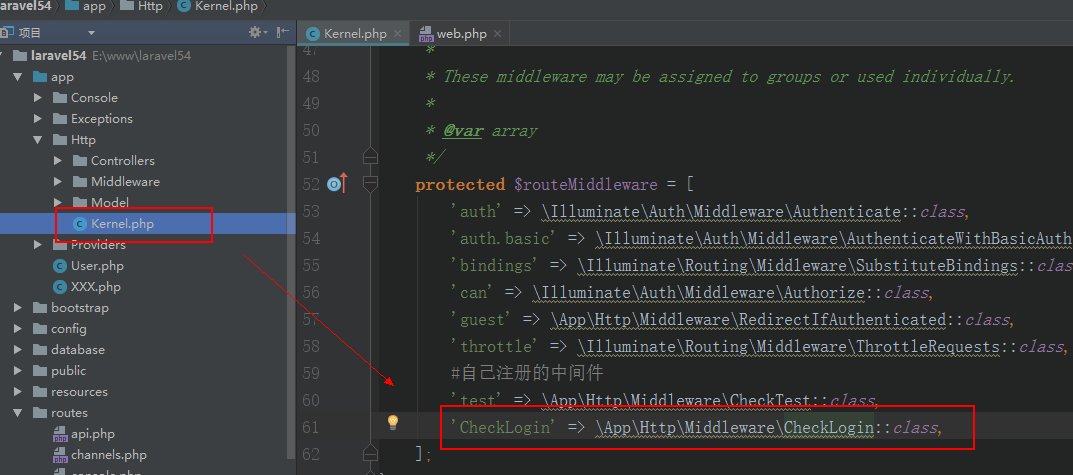 aravel54 app Http Kernel.php
项目
laravel54 E:\www\laravel54
app
Console
Exceptions
Http
Controllers
Middleware
Model
Kernel.php
Providers
User.php
XXX.php
bootstrap
config
database
public
resources
routes
api.php
channels.php
console.php
Kernel.php web.php
47 *
48 * These middleware may be assigned to groups or used individually.
49 *
50 * @var array
51 */
52 protected $routeMiddleware = [
53 'auth' => \Illuminate\Auth\Middleware\Authenticate::class,
54 'auth.basic' => \Illuminate\Auth\Middleware\AuthenticateWithBasicAuth
55 'bindings' => \Illuminate\Routing\Middleware\SubstituteBindings::clas
56 'can' => \Illuminate\Auth\Middleware\Authorize::class,
57 'guest' => \App\Http\Middleware\RedirectIfAuthenticated::class,
58 'throttle' => \Illuminate\Routing\Middleware\ThrottleRequests::class,
59 #自己注册的中间件
60 'test' => \App\Http\Middleware\CheckTest::class,
61 'CheckLogin' => \App\Http\Middleware\CheckLogin::class,
62 ];